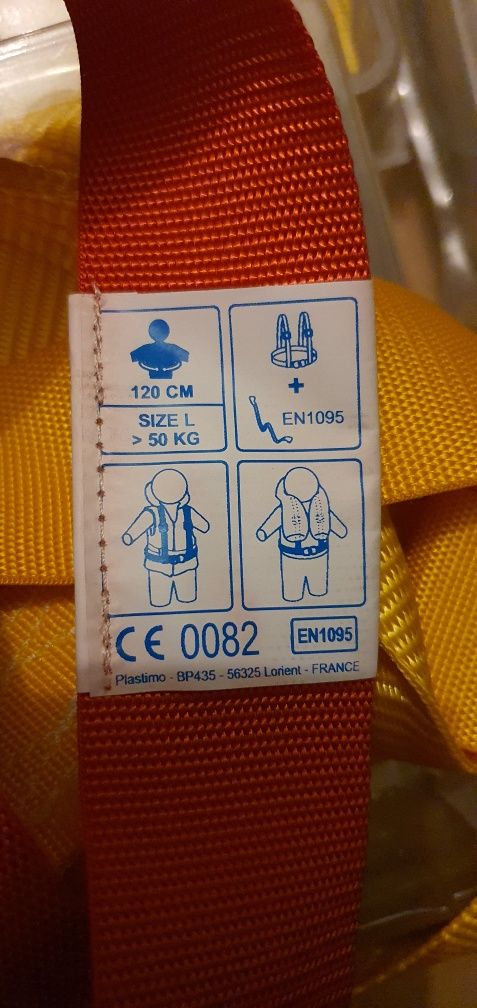 120 CM
SIZE L
> 50 KG
+
EN1095
CE 0082
EN1095
Plastimo - BP435 - 56325 Lorient - FRANCE